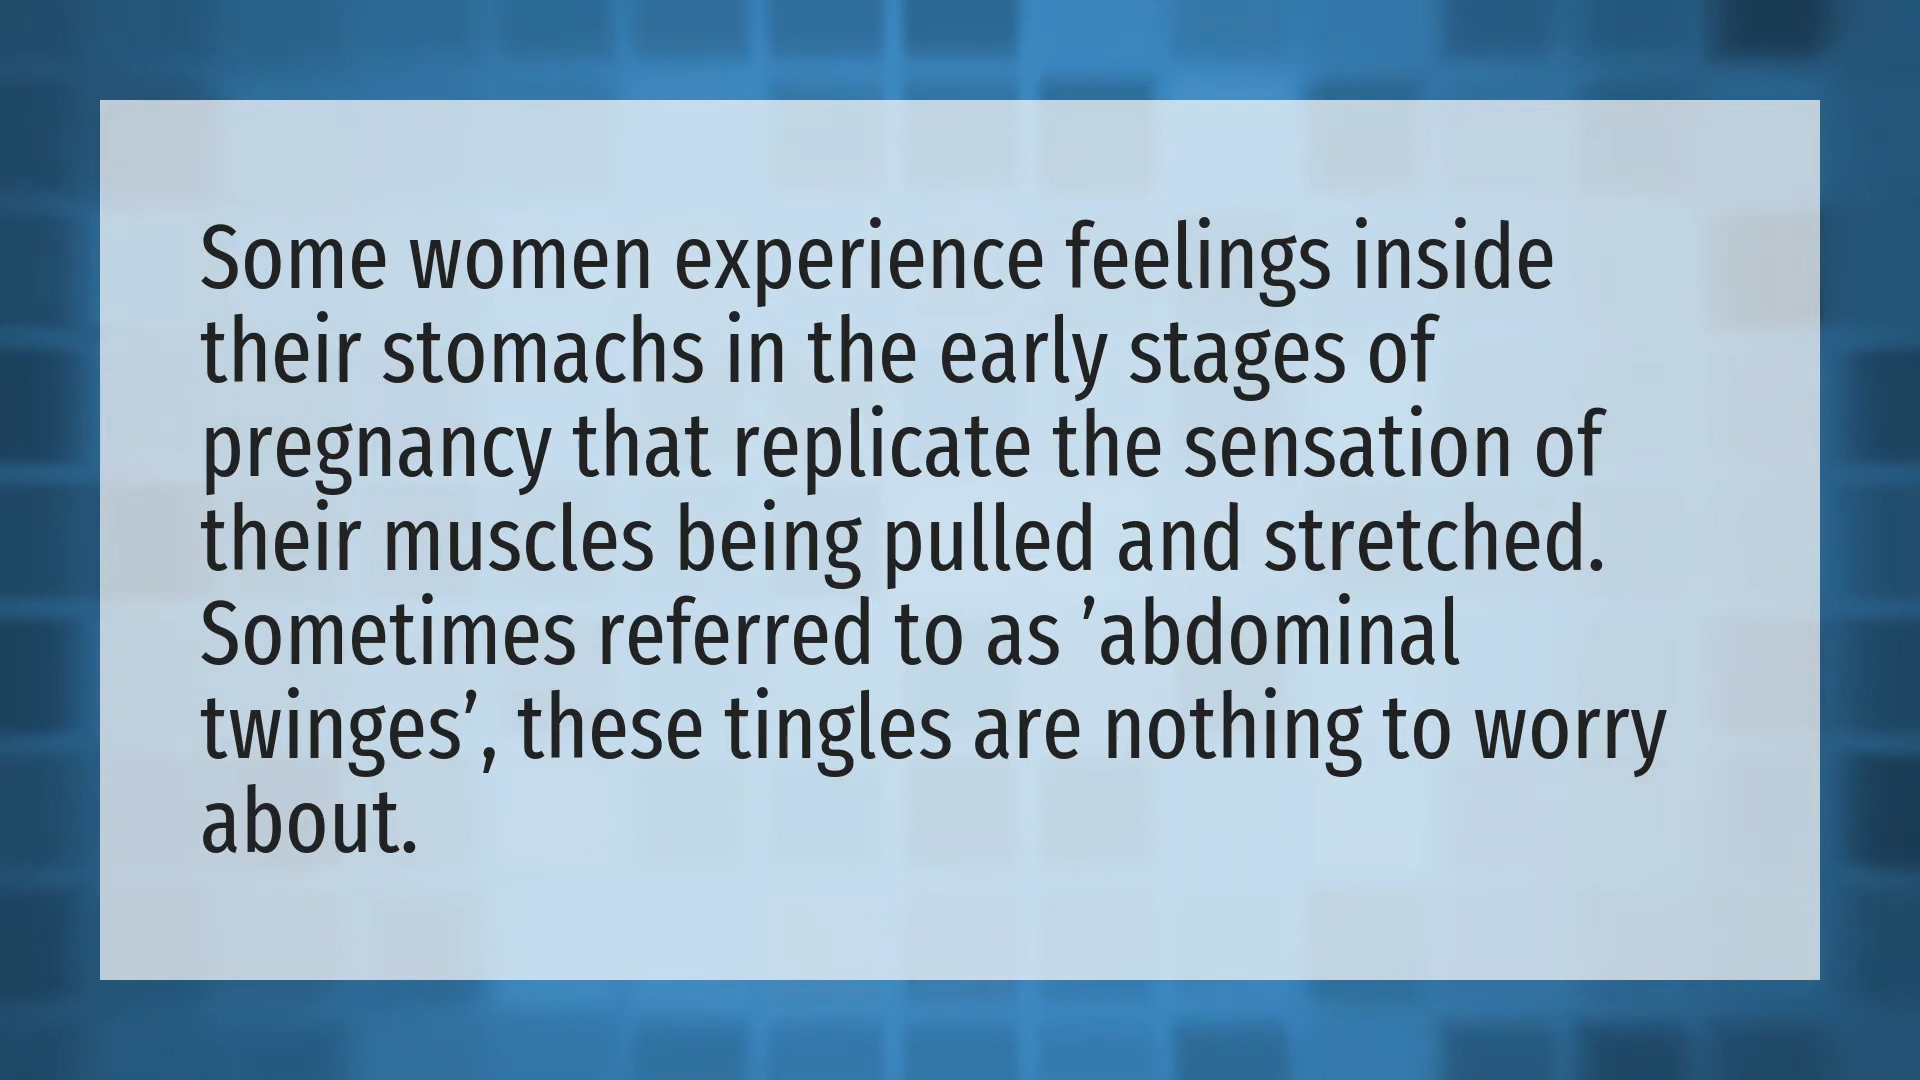 Some women experience feelings inside
their stomachs in the early stages of
pregnancy that replicate the sensation of
their muscles being pulled and stretched.
Sometimes referred to as ’abdominal
twinges’, these tingles are nothing to worry
about.